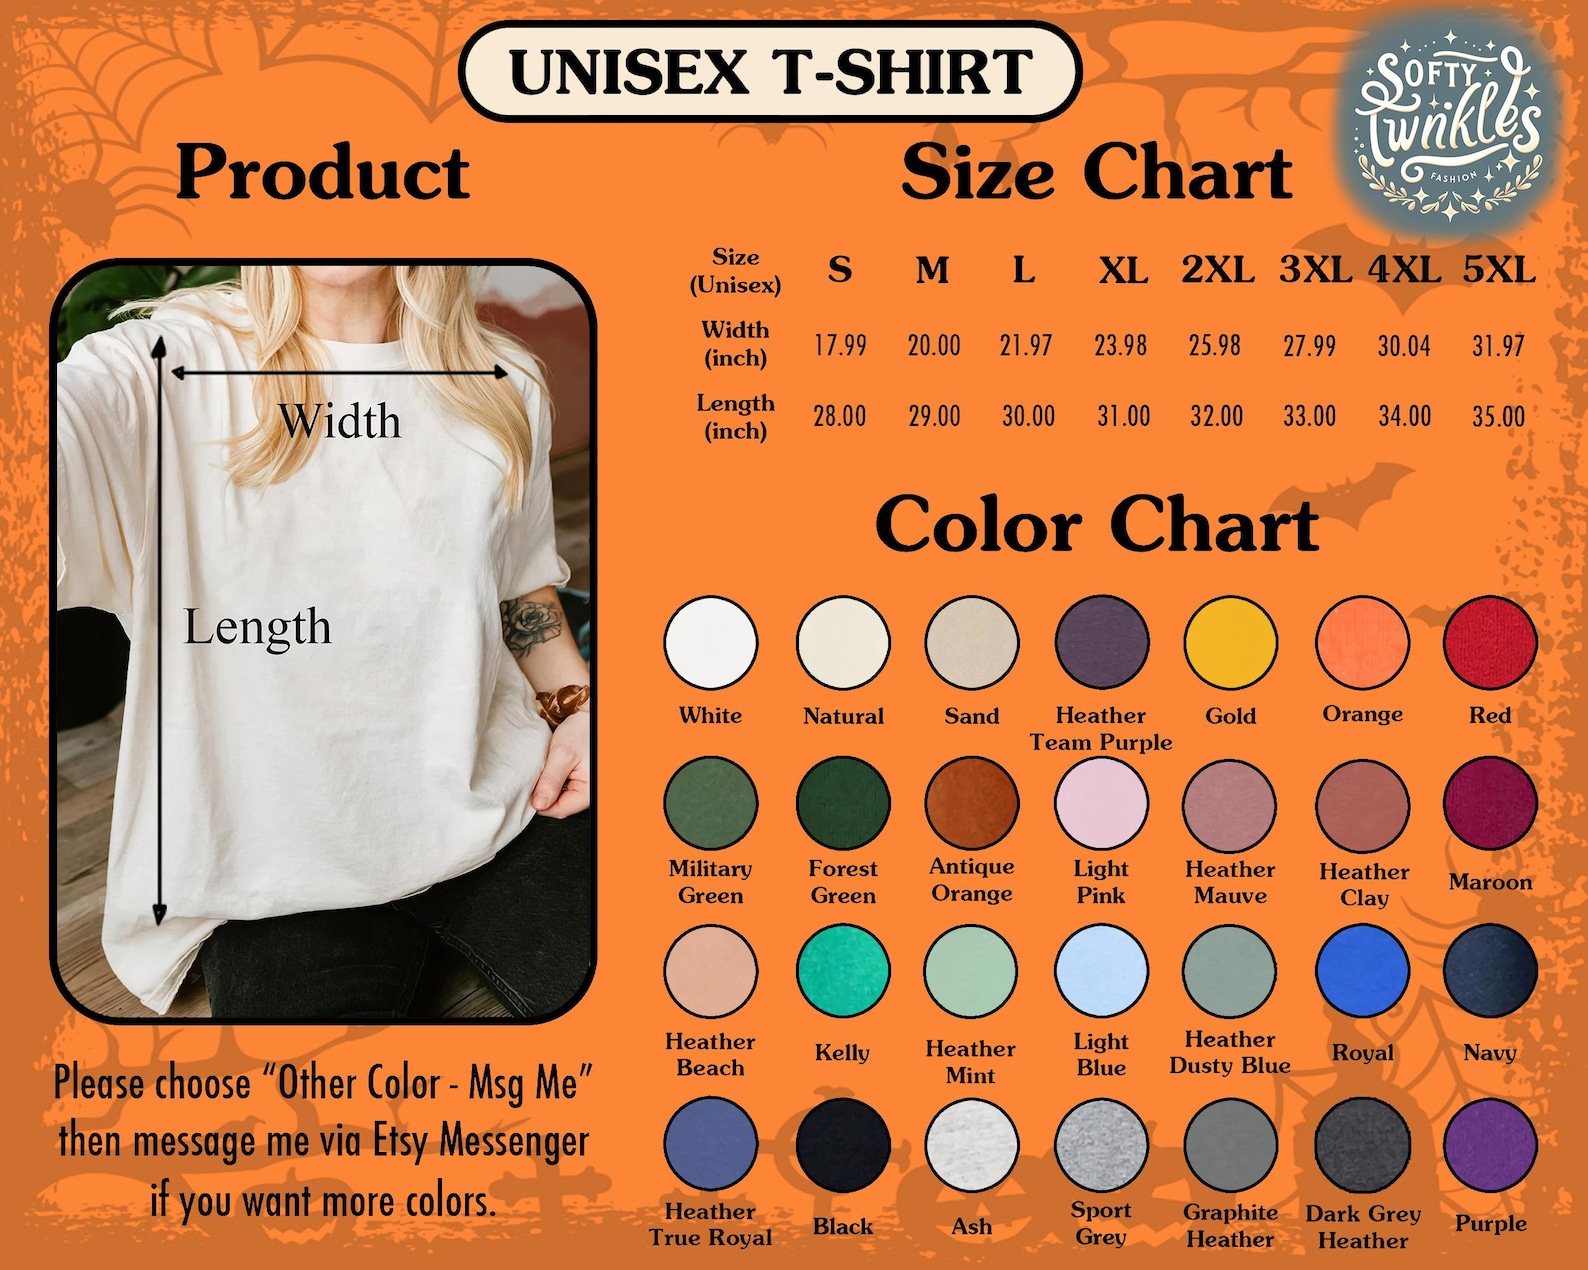 UNISEX T-SHIRT
SOFTY
Twinkles
FASHION
Product
Size Chart
Width
Length
Size
(Unisex)
S M L XL 2XL 3XL 4XL 5XL
Width
(inch)
17.99 20.00 21.97 23.98 25.98 27.99 30.04 31.97
Length
(inch)
28.00 29.00 30.00 31.00 32.00 33.00 34.00 35.00
Color Chart
White
Natural
Sand
Heather
Team Purple
Gold
Orange
Red
Military
Green
Forest
Green
Antique
Orange
Light
Pink
Heather
Mauve
Heather
Clay
Maroon
Heather
Beach
Kelly
Heather
Mint
Light
Blue
Heather
Dusty Blue
Royal
Navy
Heather
True Royal
Black
Ash
Sport
Grey
Graphite
Heather
Dark Grey
Heather
Purple
Please choose “Other Color - Msg Me”
then message me via Etsy Messenger
if you want more colors.